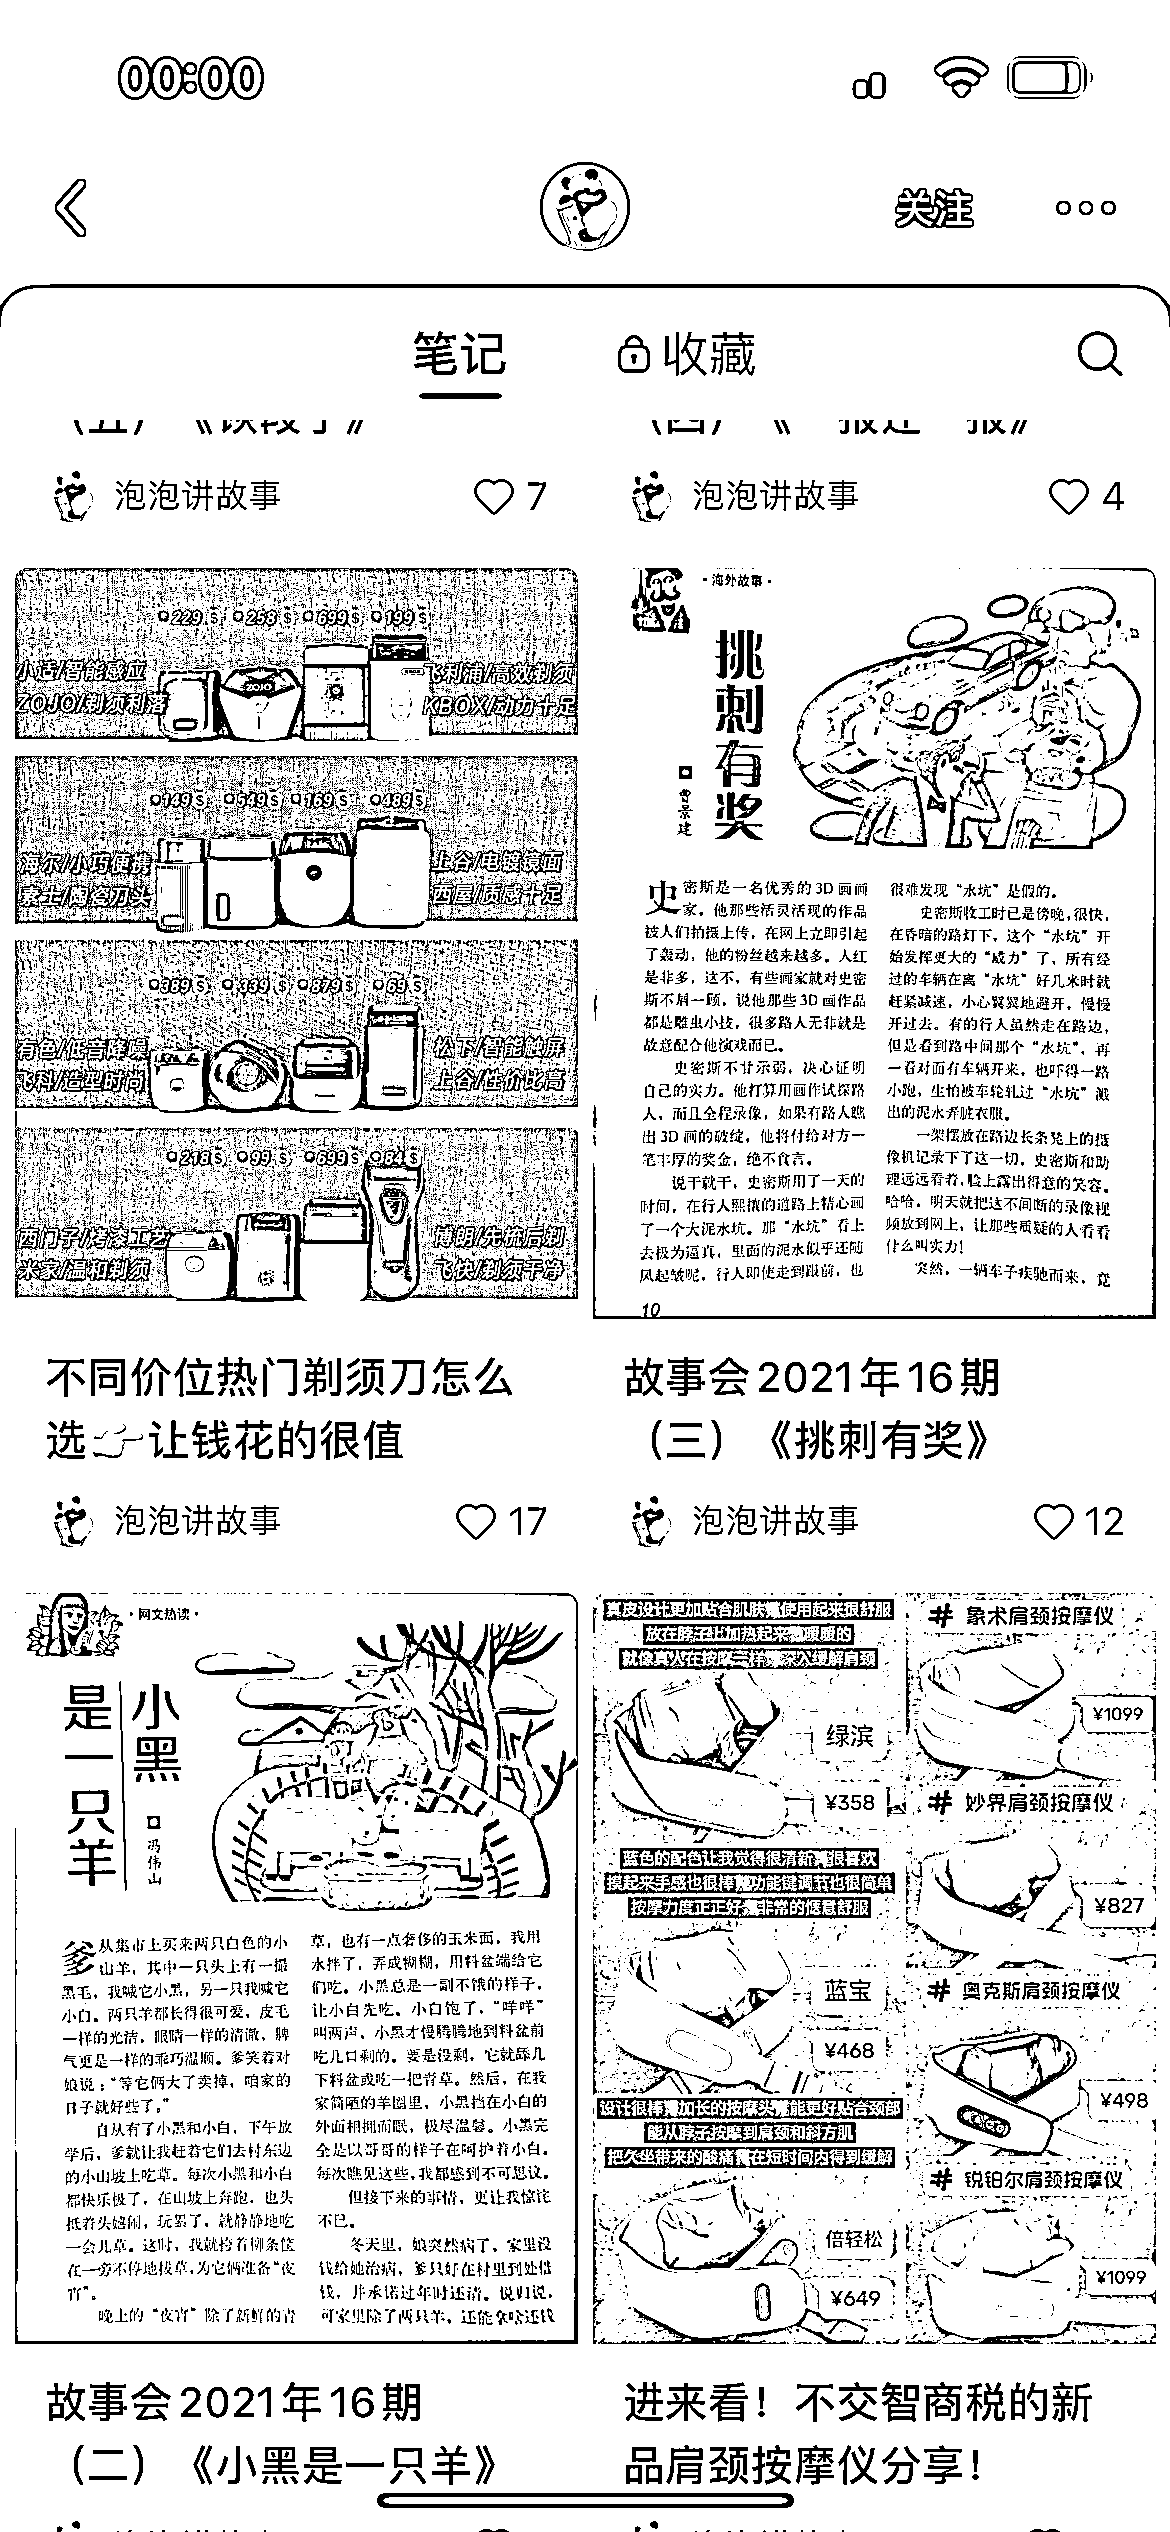 00:00
关注
笔记
收藏
泡泡讲故事
7
泡泡讲故事
4
229 $ 258 $ 699 $ 199 $
小适/智能感应
ZOJO/剃须利落
飞利浦/高效剃须
KBOX/动力十足
149 $ 549 $ 169 $ 489 $
海尔/小巧便携
素士/陶瓷刀头
上谷/电镀镜面
西屋/质感十足
389 $ 339 $ 879 $ 69 $
有色/低音降噪
飞科/造型时尚
松下/智能触屏
上谷/性价比高
218 $ 99 $ 699 $ 84 $
西门子/烤漆工艺
米家/温和剃须
博朗/先梳后剃
飞快/剃须干净
不同价位热门剃须刀怎么
选👉让钱花的很值
泡泡讲故事
17
·海外故事·
挑刺有奖
曹景建
史密斯是一名优秀的 3D 画画
家。他那些活灵活现的作品
被人们拍摄上传，在网上立即引起
了轰动，他的粉丝越来越多。人红
是非多，这不，有些画家就对史密
斯不屑一顾，说他那些 3D 画作品
都是雕虫小技，很多路人无非就是
故意配合他演戏而已。
史密斯不甘示弱，决心证明
自己的实力。他打算用画作试探路
人，而且全程录像，如果有路人瞧
出 3D 画的破绽，他将付给对方一
笔丰厚的奖金，绝不食言。
说干就干，史密斯用了一天的
时间，在行人熙攘的道路上精心画
了一个大泥水坑。那“水坑”看上
去极为逼真，里面的泥水似乎还随
风起皱呢，行人即使走到跟前，也
很难发现“水坑”是假的。
史密斯收工时已是傍晚，很快，
在昏暗的路灯下，这个“水坑”开
始发挥更大的“威力”了，所有经
过的车辆在离“水坑”好几米时就
赶紧减速，小心翼翼地避开，慢慢
开过去。有的行人虽然走在路边，
但是看到路中间那个“水坑”，再
一看对面有车辆开来，也吓得一路
小跑，生怕被车轮轧过“水坑”溅
出的泥水弄脏衣服。
一架摆放在路边长条凳上的摄
像机记录下了这一切，史密斯和助
理远远看着，脸上露出得意的笑容。
哈哈，明天就把这不间断的录像视
频放到网上，让那些质疑的人看看
什么叫实力！
突然，一辆车子疾驰而来，竟
10
故事会 2021年 16 期
（三）《挑刺有奖》
泡泡讲故事
12
·网文热读·
小黑
是一只羊
冯伟山
爹从集市上买来两只白色的小
山羊，其中一只头上有一撮
黑毛，我喊它小黑，另一只我喊它
小白。两只羊都长得很可爱，皮毛
一样的光洁，眼睛一样的清澈，脾
气更是一样的乖巧温顺。爹笑着对
娘说：“等它俩大了卖掉，咱家的
日子就好些了。”
自从有了小黑和小白，下午放
学后，爹就让我赶着它们去村东边
的小山坡上吃草。每次小黑和小白
都快乐极了，在山坡上奔跑，也头
抵着头嬉闹，玩累了，就静静地吃
一会儿草。这时，我就挎着柳条筐
在一旁不停地拔草，为它俩准备“夜
宵”。
晚上的“夜宵”除了新鲜的青
草，也有一点奢侈的玉米面，我用
水拌了，弄成糊糊，用料盆端给它
们吃。小黑总是一副不饿的样子，
让小白先吃。小白饱了，“咩咩”
叫两声，小黑才慢腾腾地到料盆前
吃几口剩的。要是没剩，它就舔几
下料盆或吃一把青草。然后，在我
家简陋的羊圈里，小黑挡在小白的
外面相拥而眠，极尽温馨。小黑完
全是以哥哥的样子在呵护着小白。
每次瞧见这些，我都感到不可思议。
但接下来的事情，更让我惊诧
不已。
冬天里，娘突然病了，家里没
钱给她治病，爹只好在村里到处借
钱，并承诺过年时还清。说归说，
可家里除了两只羊，还能拿啥还钱
故事会 2021年 16 期
（二）《小黑是一只羊》
真皮设计更加贴合肌肤 使用起来很舒服
放在脖子上加热起来 暖暖的
就像真人在按摩一样 深入缓解肩颈
绿滨
¥358
蓝色的配色让我觉得很清新 很喜欢
摸起来手感也很棒 功能键调节也很简单
按摩力度正正好 非常的惬意舒服
蓝宝
¥468
设计很棒 加长的按摩头 能更好贴合颈部
能从脖子按摩到肩颈和斜方肌
把久坐带来的酸痛 在短时间内得到缓解
倍轻松
¥649
# 象术肩颈按摩仪
¥1099
# 妙界肩颈按摩仪
¥827
# 奥克斯肩颈按摩仪
¥498
# 锐铂尔肩颈按摩仪
¥1099
进来看！不交智商税的新
品肩颈按摩仪分享！